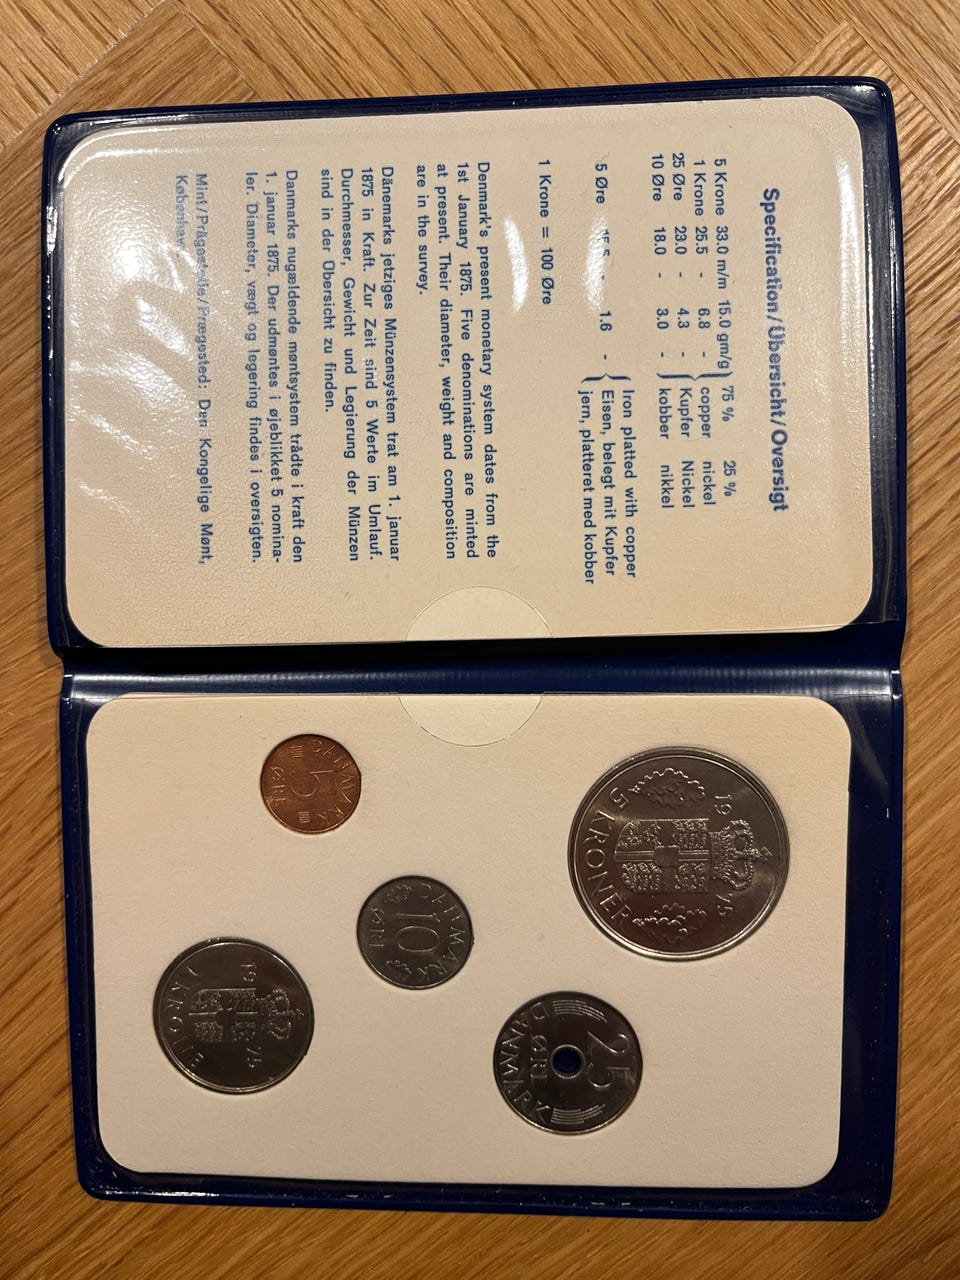 Specification/Übersicht/Oversigt
5 Krone 33.0 m/m 15.0 gm/g } 75 % 25 %
1 Krone 25.5 - 6.8 - copper nickel
25 Øre 23.0 - 4.3 - Kupfer Nickel
10 Øre 18.0 - 3.0 - kobber nikkel
Iron platted with copper
5 Øre 1.6 - Eisen, belegt mit Kupfer
jern, platteret med kobber
1 Krone = 100 Øre
Denmark's present monetary system dates from the
1st January 1875. Five denominations are minted
at present. Their diameter, weight and composition
are in the survey.
Dänemarks jetziges Münzensystem trat am 1. januar
1875 in Kraft. Zur Zeit sind 5 Werte im Umlauf.
Durchmesser, Gewicht und Legierung der Münzen
sind in der Übersicht zu finden.
Danmarks nugældende møntsystem trådte i kraft den
1. januar 1875. Der udmøntes i øjeblikket 5 nomina-
ler. Diameter, vægt og legering findes i oversigten.
Mint/Prägestelle/Prægested: Den Kongelige Mønt,
19 75
5 KRONER
DANMARK
5
ØRE
DANMARK
10
ØRE
25
ØRE
DANMARK
19 75
1 KRONE